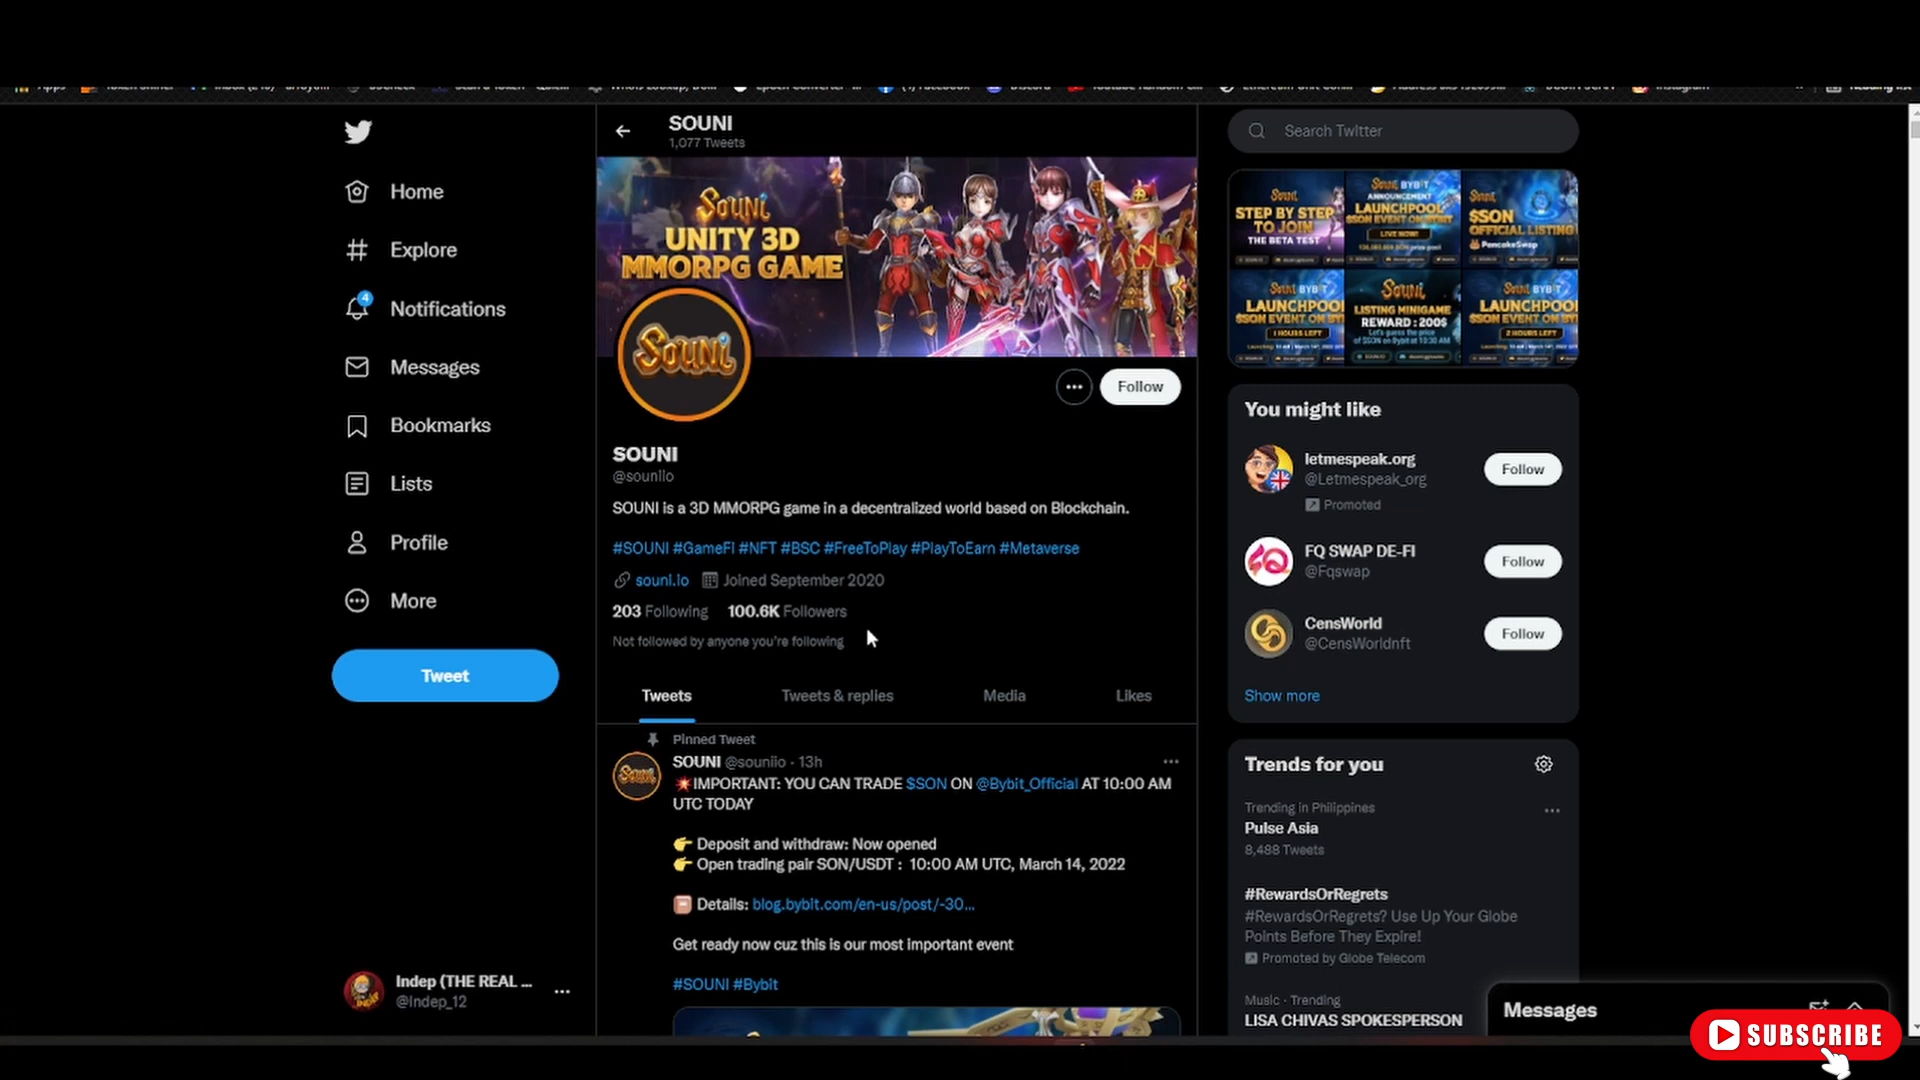 SOUNI
1,077 Tweets
Search Twitter
Home
Explore
4
Notifications
Messages
Bookmarks
Lists
Profile
More
Tweet
Indep (THE REAL ...
@Indep_12
SOUNI
UNITY 3D
MMORPG GAME
SOUNI
Follow
SOUNI
@souniio
SOUNI is a 3D MMORPG game in a decentralized world based on Blockchain.
#SOUNI #GameFI #NFT #BSC #FreeToPlay #PlayToEarn #Metaverse
souni.io Joined September 2020
203 Following 100.6K Followers
Not followed by anyone you're following
Tweets Tweets & replies Media Likes
Pinned Tweet
SOUNI @souniio · 13h
💥IMPORTANT: YOU CAN TRADE $SON ON @Bybit_Official AT 10:00 AM
UTC TODAY
👉 Deposit and withdraw: Now opened
👉 Open trading pair SON/USDT : 10:00 AM UTC, March 14, 2022
Details: blog.bybit.com/en-us/post/-30...
Get ready now cuz this is our most important event
#SOUNI #Bybit
STEP BY STEP
TO JOIN
THE BETA TEST
SOUNI BYBIT
ANNOUNCEMENT
LAUNCHPOOL
$SON EVENT ON BYBIT
LIVE NOW!
$SON
OFFICIAL LISTING
PancakeSwap
SOUNI BYBIT
LAUNCHPOOL
$SON EVENT ON BY
1 HOURS LEFT
SOUNI
LISTING MINIGAME
REWARD : 200$
Let's guess the price
of $SON on Bybit at 10:30 AM
SOUNI BYBIT
LAUNCHPOOL
$SON EVENT ON BY
2 HOURS LEFT
You might like
letmespeak.org
@Letmespeak_org
Promoted
Follow
FQ SWAP DE-FI
@Fqswap
Follow
CensWorld
@CensWorldnft
Follow
Show more
Trends for you
Trending in Philippines
Pulse Asia
8,488 Tweets
#RewardsOrRegrets
#RewardsOrRegrets? Use Up Your Globe
Points Before They Expire!
Promoted by Globe Telecom
Music · Trending
LISA CHIVAS SPOKESPERSON
Messages
SUBSCRIBE